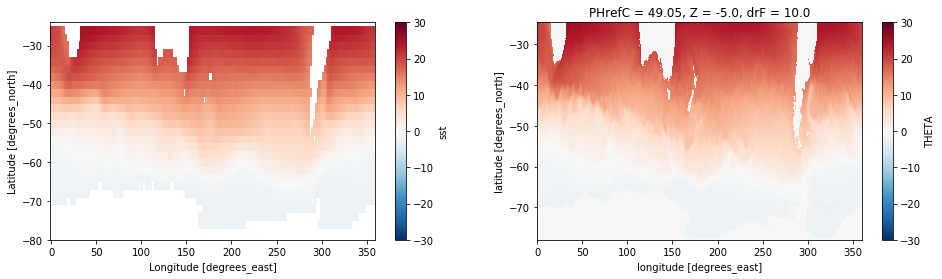 −30
−40
−50
−60
−70
−80
Latitude [degrees_north]
0 50 100 150 200 250 300 350
Longitude [degrees_east]
30
20
10
0
−10
−20
−30
sst
PHrefC = 49.05, Z = -5.0, drF = 10.0
−30
−40
−50
−60
−70
latitude [degrees_north]
0 50 100 150 200 250 300 350
longitude [degrees_east]
30
20
10
0
−10
−20
−30
THETA